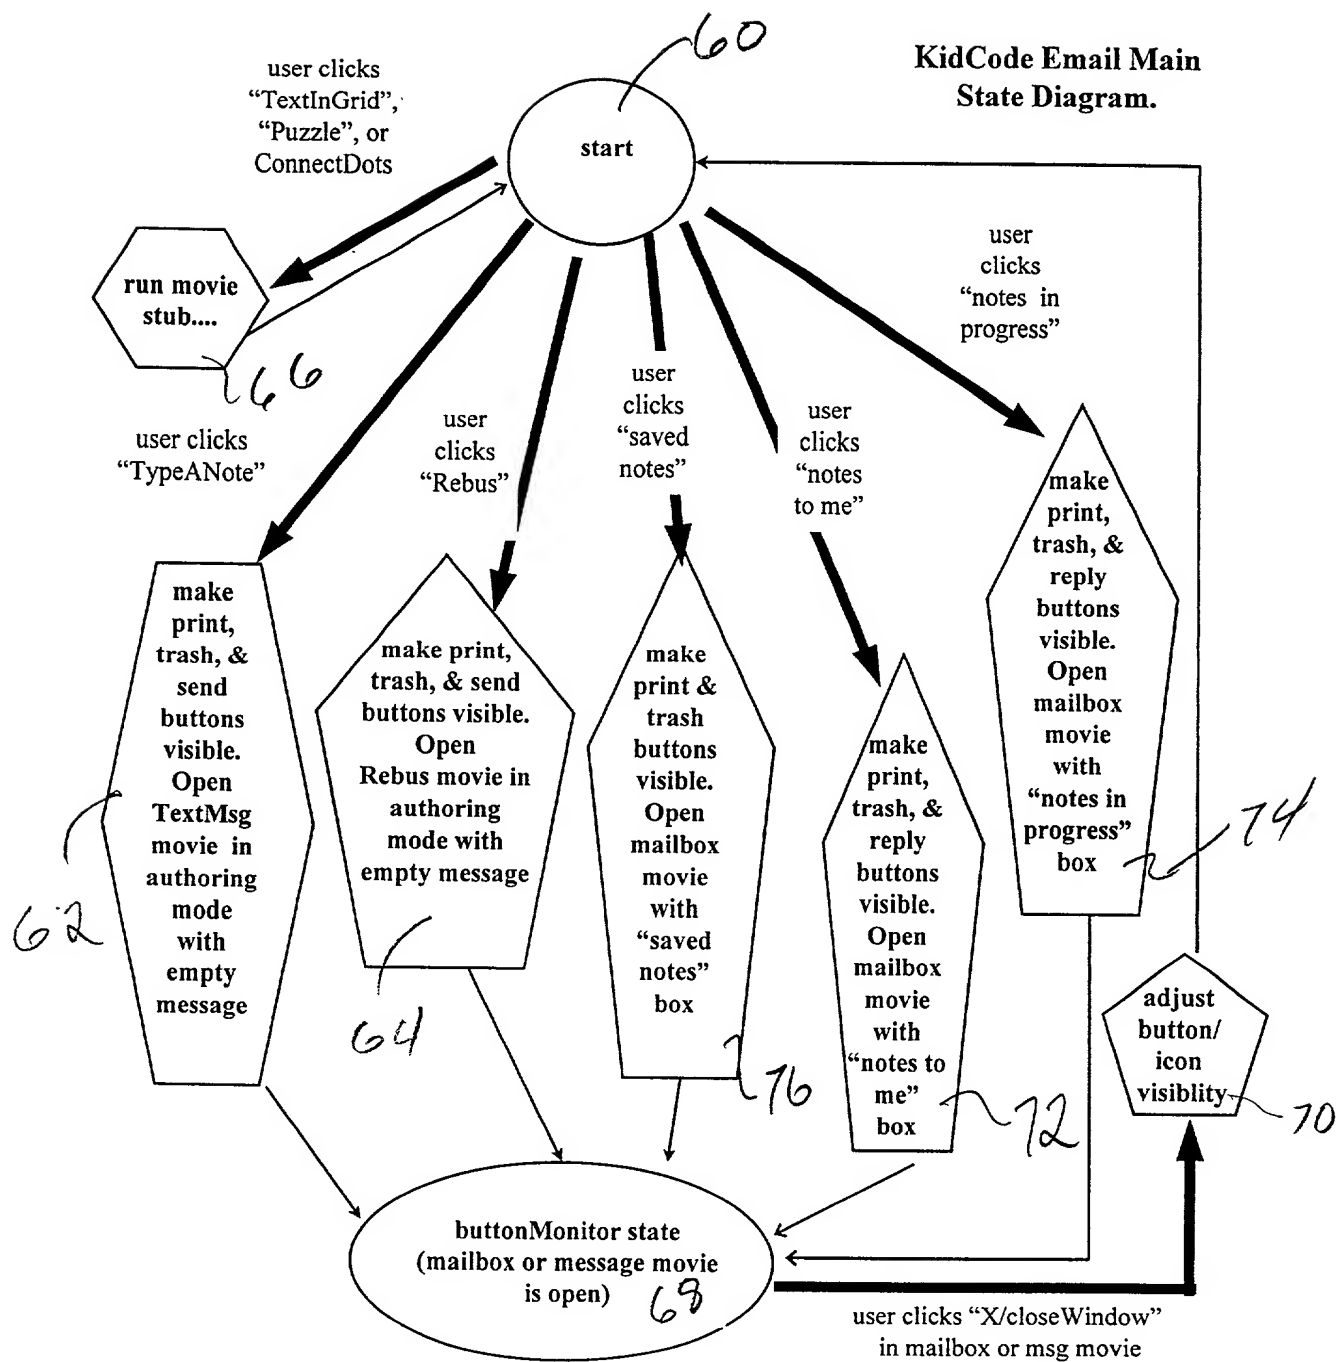 60
KidCode Email Main
State Diagram.
user clicks
“TextInGrid”,
“Puzzle”, or
ConnectDots
start
user
clicks
“notes in
progress”
run movie
stub....
66
user clicks
“TypeANote”
user
clicks
“Rebus”
user
clicks
“saved
notes”
user
clicks
“notes
to me”
make
print,
trash, &
send
buttons
visible.
Open
TextMsg
movie in
authoring
mode
with
empty
message
62
make print,
trash, & send
buttons visible.
Open
Rebus movie in
authoring
mode with
empty message
64
make
print &
trash
buttons
visible.
Open
mailbox
movie
with
“saved
notes”
box
76
make
print,
trash, &
reply
buttons
visible.
Open
mailbox
movie
with
“notes to
me”
box
72
make
print,
trash, &
reply
buttons
visible.
Open
mailbox
movie
with
“notes in
progress”
box
74
adjust
button/
icon
visiblity
70
buttonMonitor state
(mailbox or message movie
is open)
68
user clicks “X/closeWindow”
in mailbox or msg movie